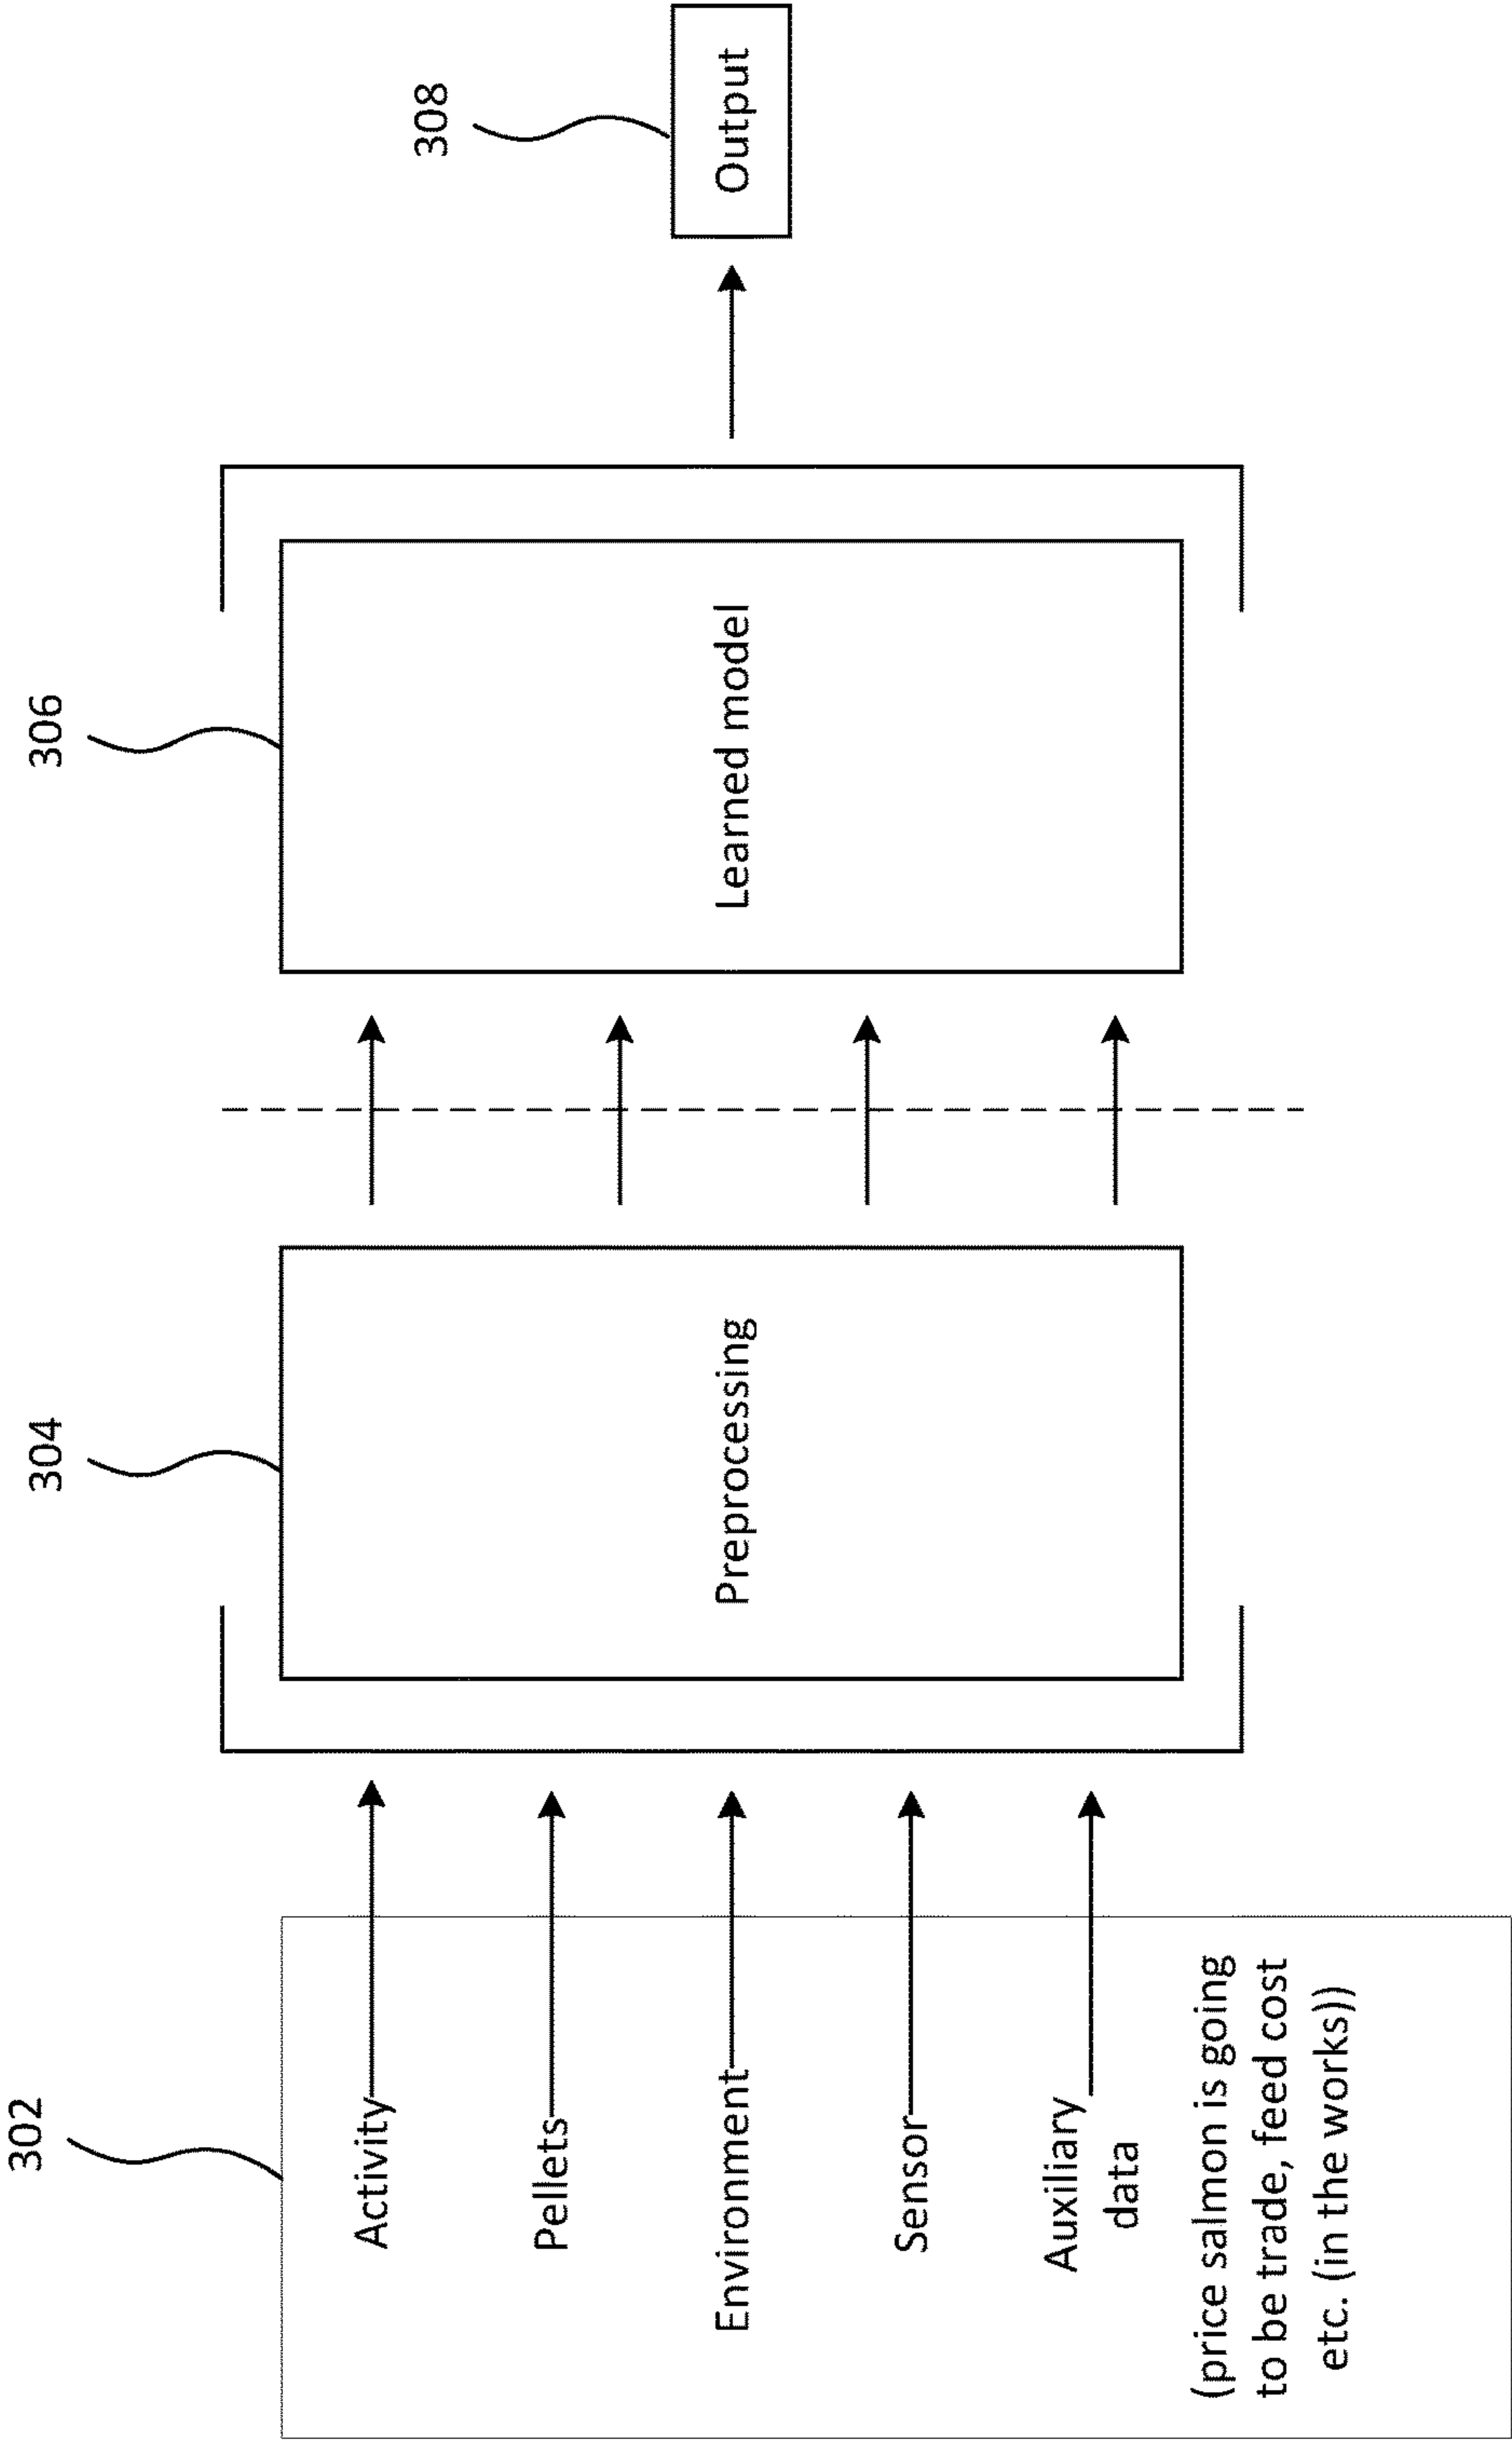 302
Activity
Pellets
Environment
Sensor
Auxiliary
data
(price salmon is going
to be trade, feed cost
etc. (in the works))
304
Preprocessing
306
Learned model
308
Output